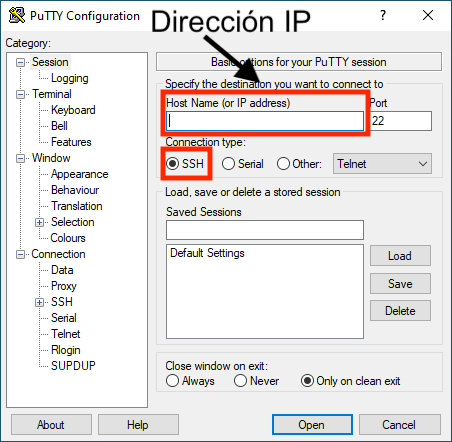 PuTTY Configuration
Dirección IP
Category:
Session
Logging
Terminal
Keyboard
Bell
Features
Window
Appearance
Behaviour
Translation
Selection
Colours
Connection
Data
Proxy
SSH
Serial
Telnet
Rlogin
SUPDUP
Basic options for your PuTTY session
Specify the destination you want to connect to
Host Name (or IP address) Port
22
Connection type:
SSH Serial Other: Telnet
Load, save or delete a stored session
Saved Sessions
Default Settings
Load
Save
Delete
Close window on exit:
Always Never Only on clean exit
About Help Open Cancel